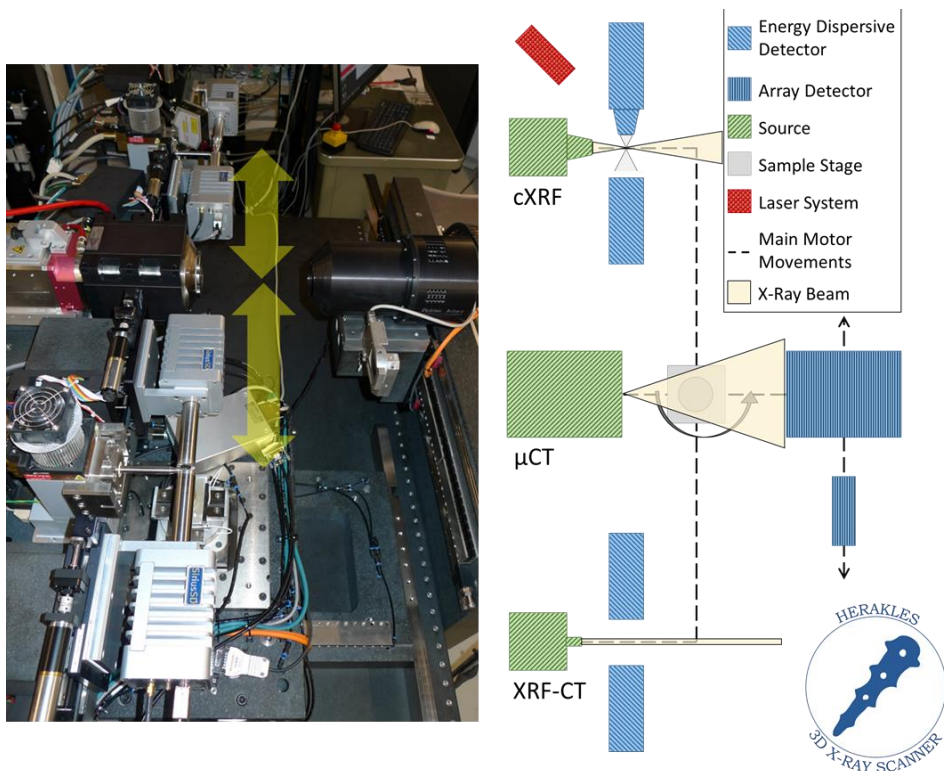 Energy Dispersive
Detector
Array Detector
Source
Sample Stage
Laser System
Main Motor
Movements
X-Ray Beam
cXRF
µCT
XRF-CT
SiriusSD
HERAKLES
3D X-RAY SCANNER